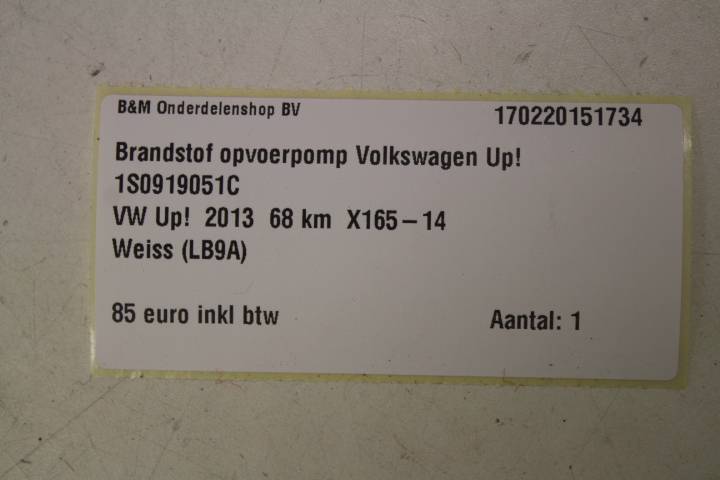 B&M Onderdelenshop BV 170220151734
Brandstof opvoerpomp Volkswagen Up!
1S0919051C
VW Up! 2013 68 km X165-14
Weiss (LB9A)
85 euro inkl btw Aantal: 1